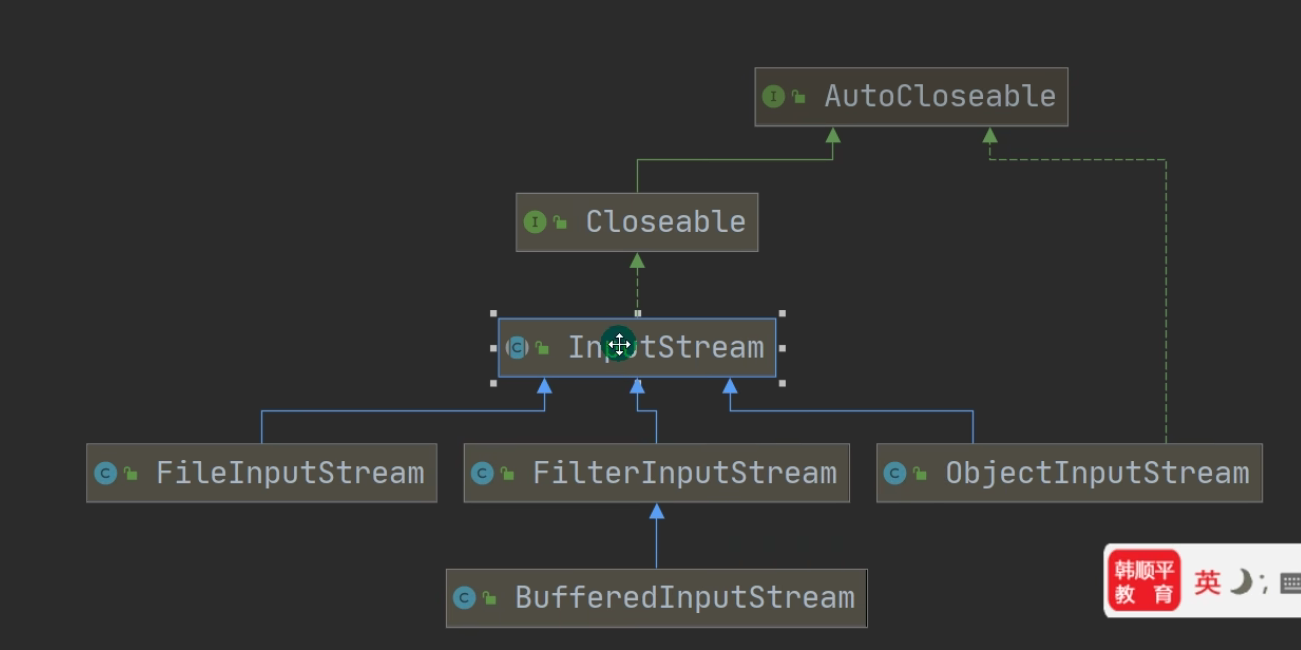 AutoCloseable
Closeable
InputStream
FileInputStream
FilterInputStream
ObjectInputStream
BufferedInputStream
韩顺平
教 育
英